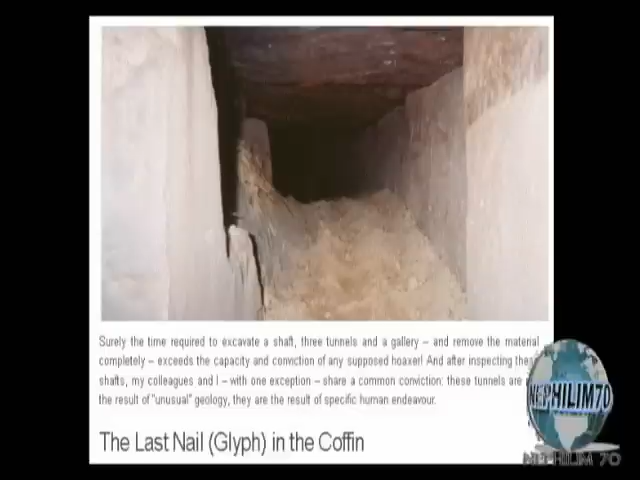 Surely the time required to excavate a shaft, three tunnels and a gallery – and remove the material
completely – exceeds the capacity and conviction of any supposed hoaxer! And after inspecting
shafts, my colleagues and I – with one exception – share a common conviction: these tunnels are
the result of "unusual" geology, they are the result of specific human endeavour.
The Last Nail (Glyph) in the Coffin
NEPHILIM70
NEPHILIM 70